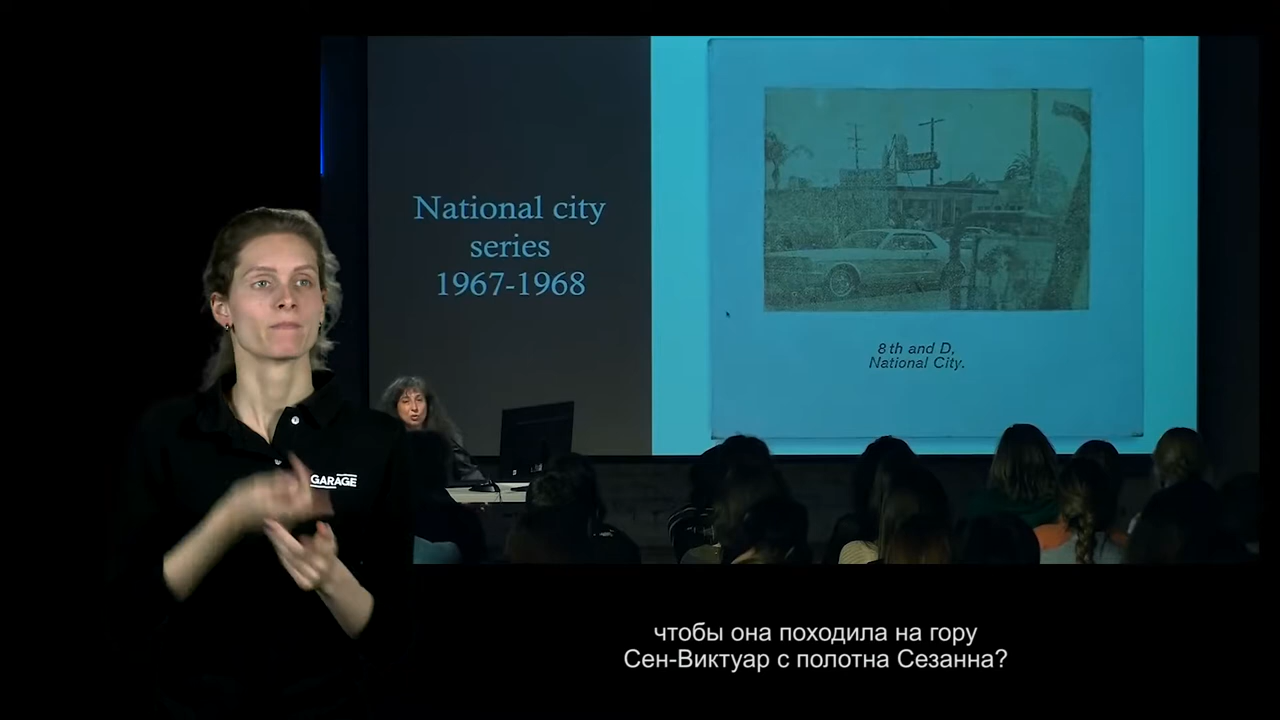 National city
series
1967-1968
8th and D,
National City.
GARAGE
чтобы она походила на гору
Сен-Виктуар с полотна Сезанна?